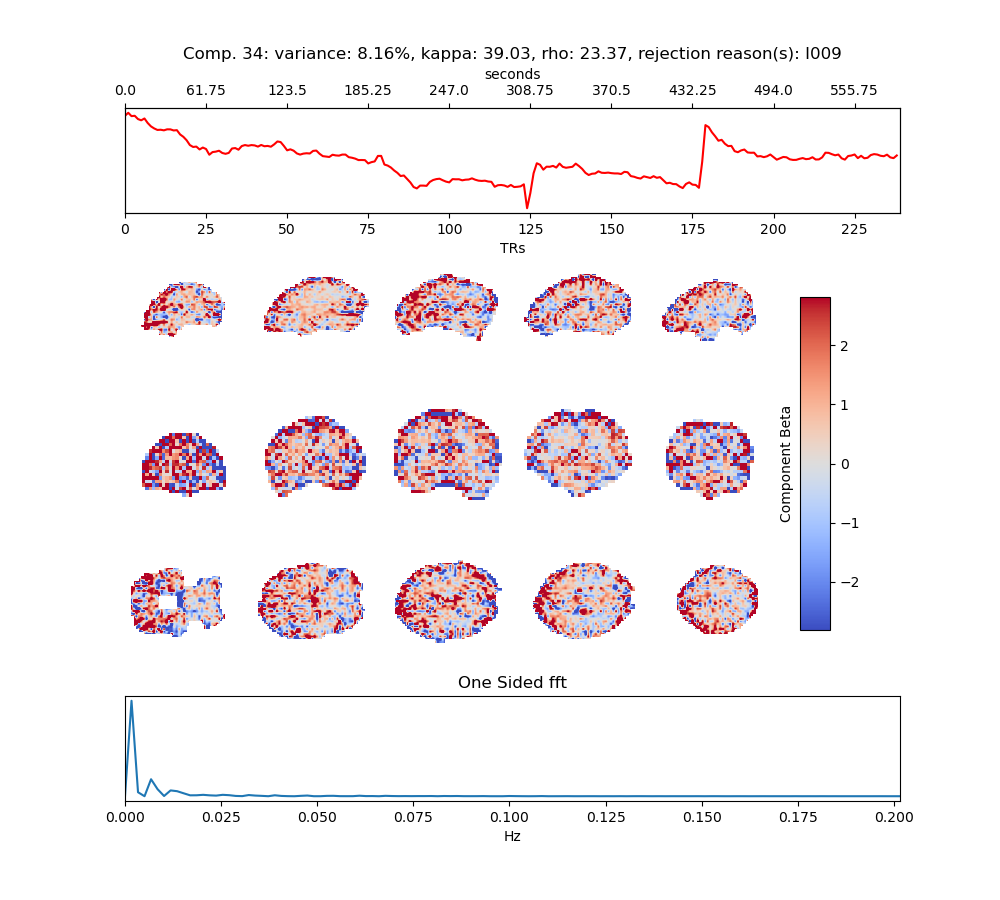 Comp. 34: variance: 8.16%, kappa: 39.03, rho: 23.37, rejection reason(s): I009
seconds
0.0 61.75 123.5 185.25 247.0 308.75 370.5 432.25 494.0 555.75
0 25 50 75 100 125 150 175 200 225
TRs
2
1
0
−1
−2
Component Beta
One Sided fft
0.000 0.025 0.050 0.075 0.100 0.125 0.150 0.175 0.200
Hz